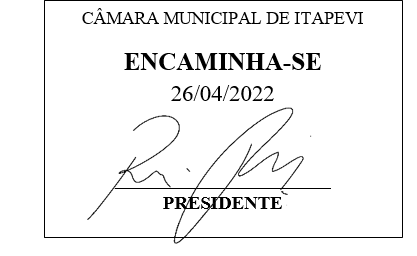 CÂMARA MUNICIPAL DE ITAPEVI
ENCAMINHA-SE
26/04/2022
PRESIDENTE